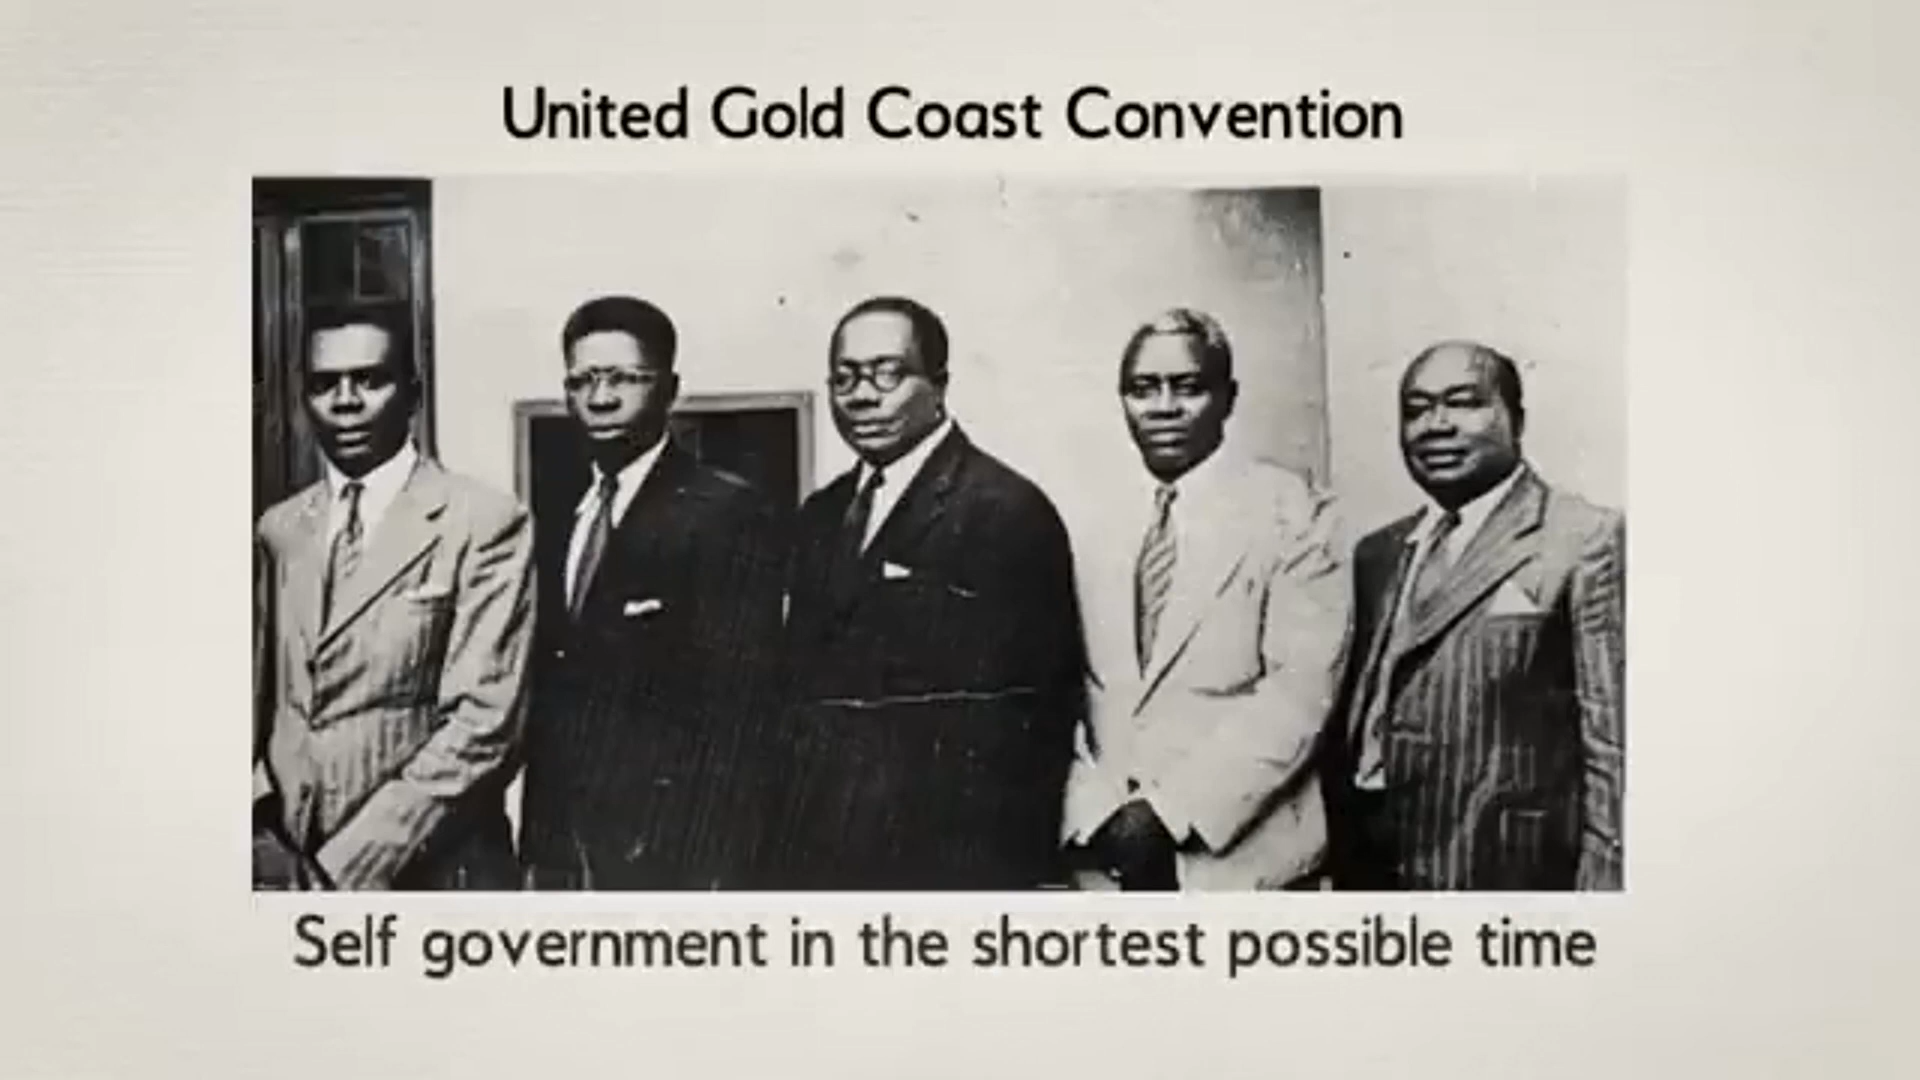 United Gold Coast Convention
Self government in the shortest possible time